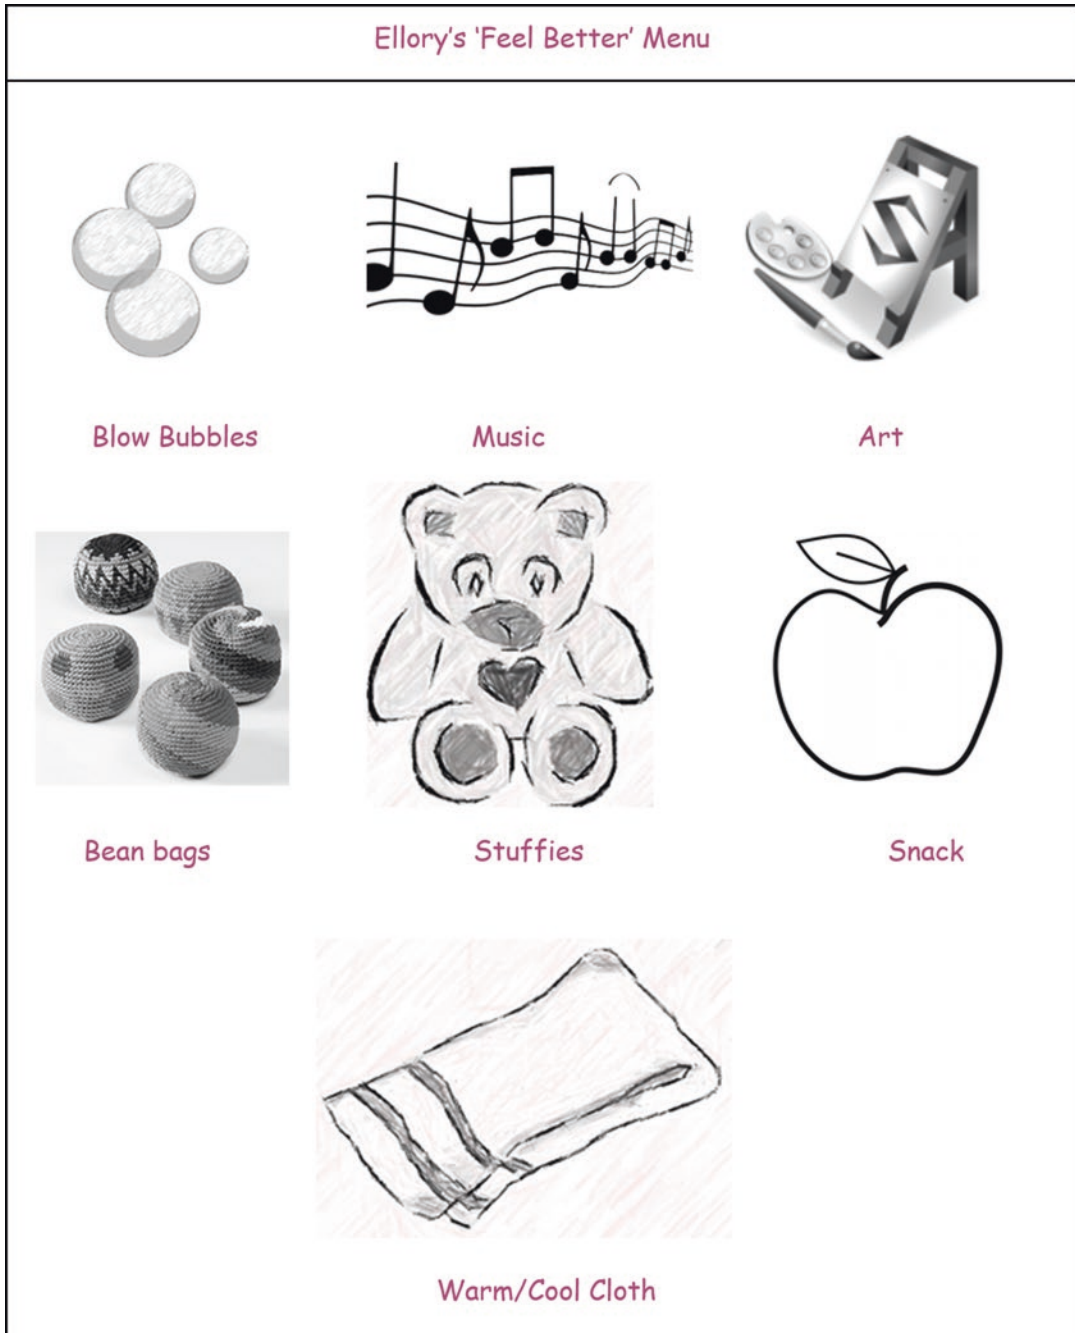 Ellory's 'Feel Better' Menu
Blow Bubbles
Music
Art
Bean bags
Stuffies
Snack
Warm/Cool Cloth